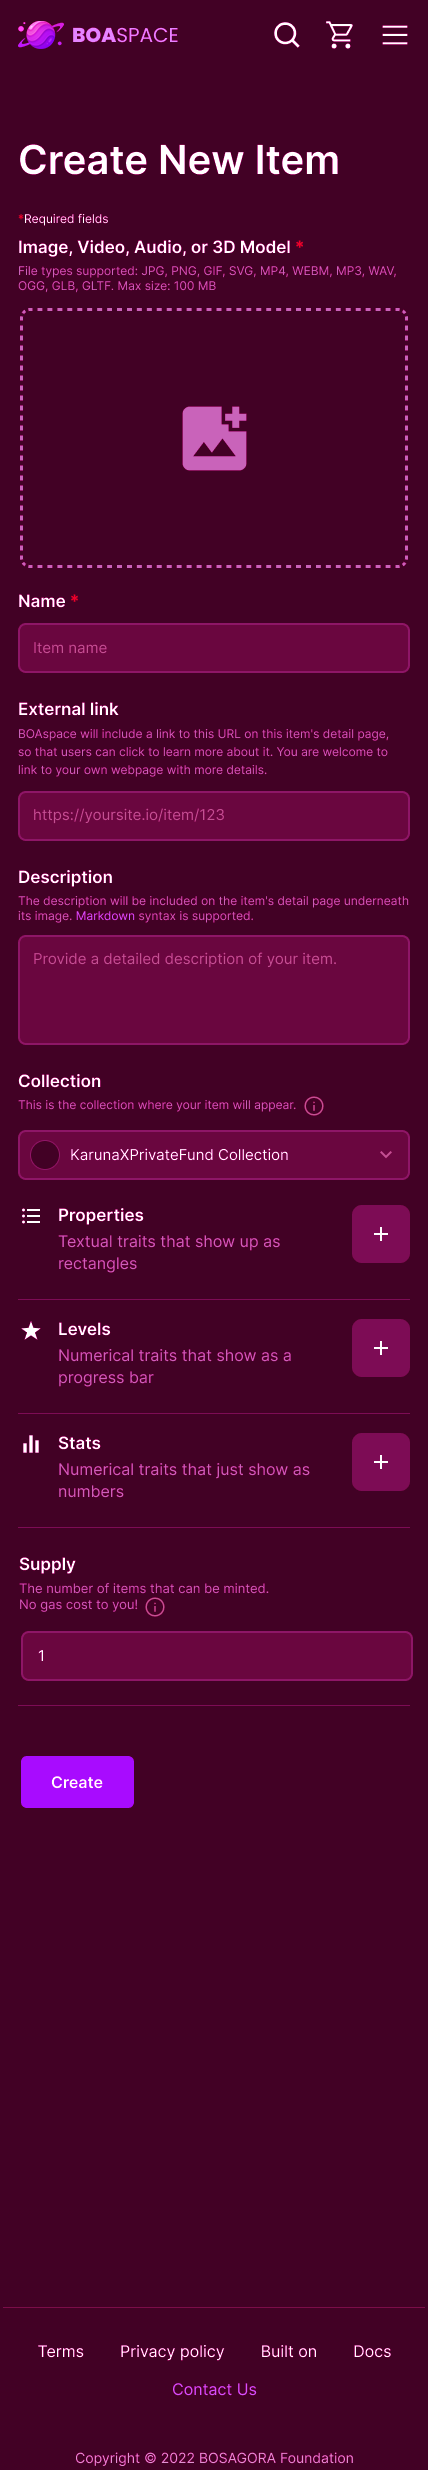 BOASPACE
Create New Item
*Required fields
Image, Video, Audio, or 3D Model *
File types supported: JPG, PNG, GIF, SVG, MP4, WEBM, MP3, WAV,
OGG, GLB, GLTF. Max size: 100 MB
Name *
Item name
External link
BOAspace will include a link to this URL on this item's detail page,
so that users can click to learn more about it. You are welcome to
link to your own webpage with more details.
https://yoursite.io/item/123
Description
The description will be included on the item's detail page underneath
its image. Markdown syntax is supported.
Provide a detailed description of your item.
Collection
This is the collection where your item will appear.
KarunaXPrivateFund Collection
Properties
Textual traits that show up as
rectangles
Levels
Numerical traits that show as a
progress bar
Stats
Numerical traits that just show as
numbers
Supply
The number of items that can be minted.
No gas cost to you!
1
Create
Terms Privacy policy Built on Docs
Contact Us
Copyright © 2022 BOSAGORA Foundation